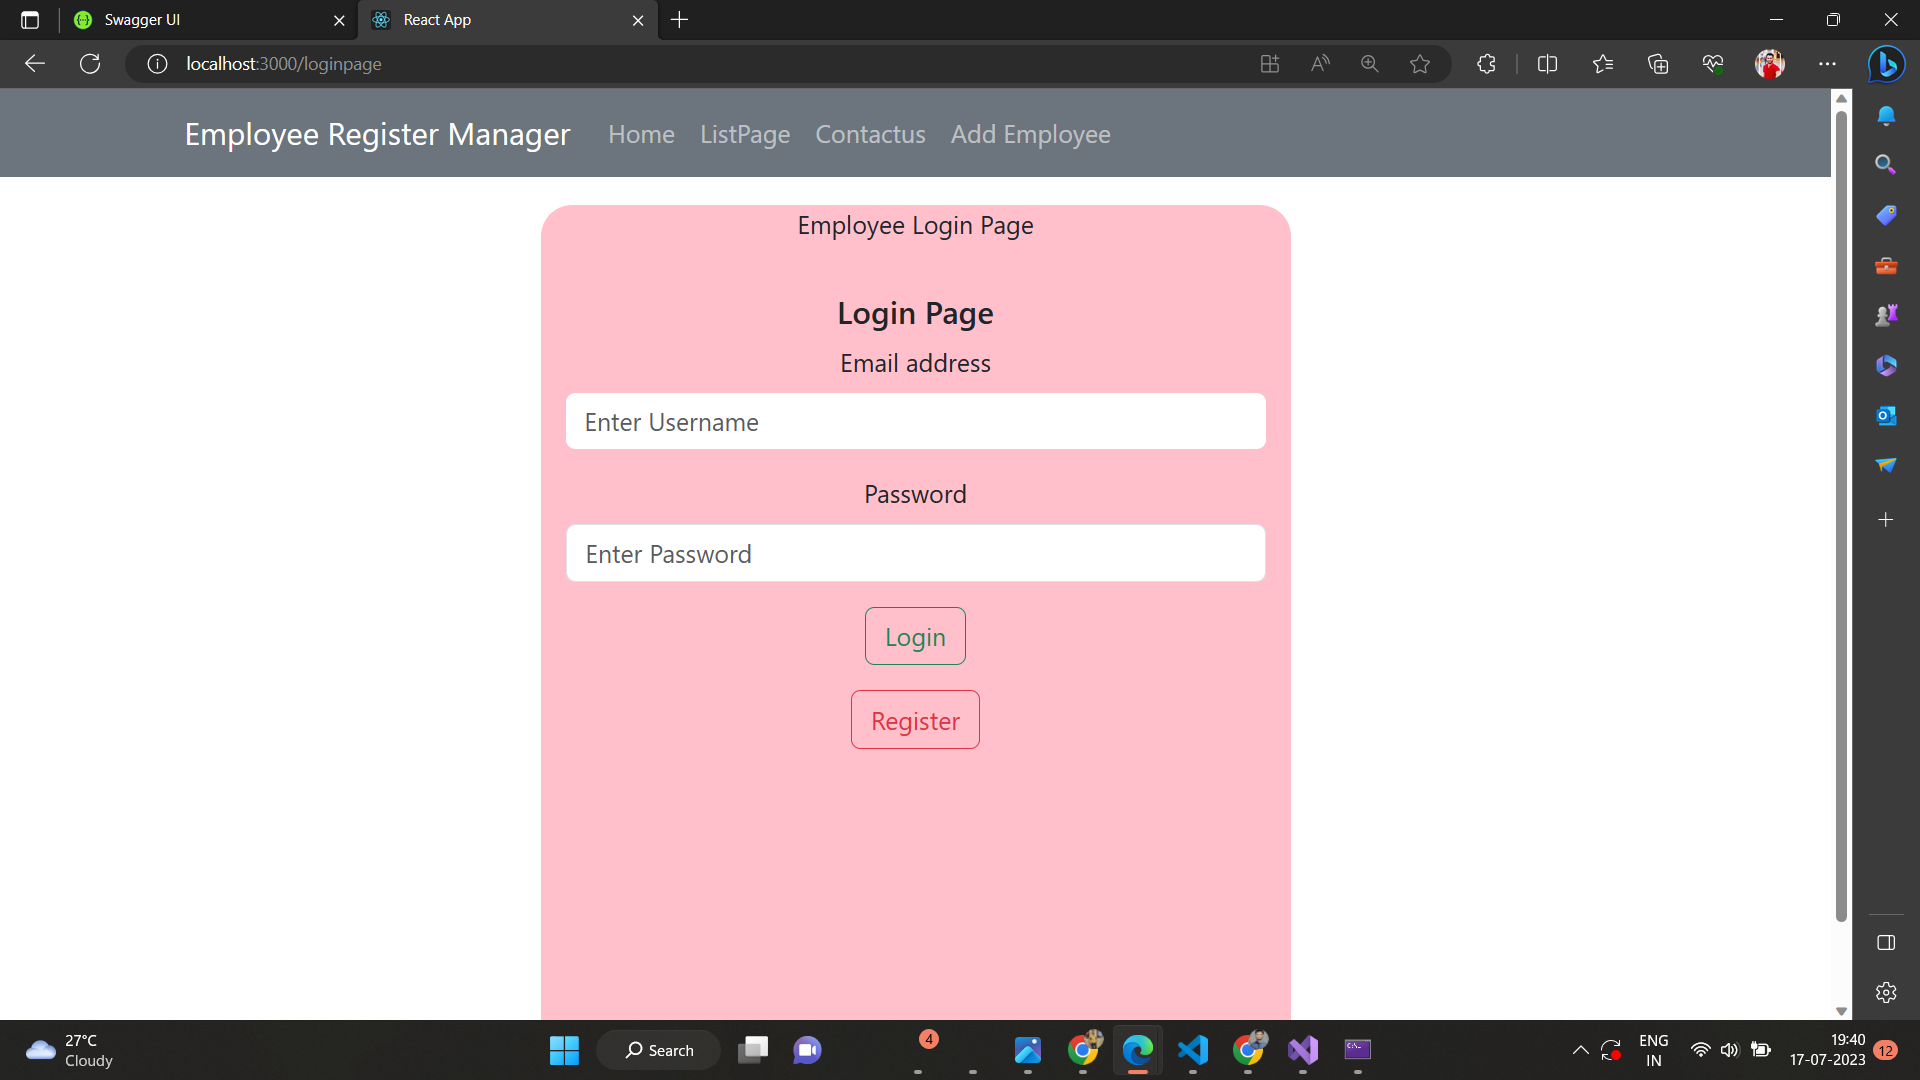 Swagger UI
React App
localhost:3000/loginpage
Employee Register Manager
Home
ListPage
Contactus
Add Employee
Employee Login Page
Login Page
Email address
Enter Username
Password
Enter Password
Login
Register
27°C
Cloudy
Search
4
ENG
IN
19:40
17-07-2023
12